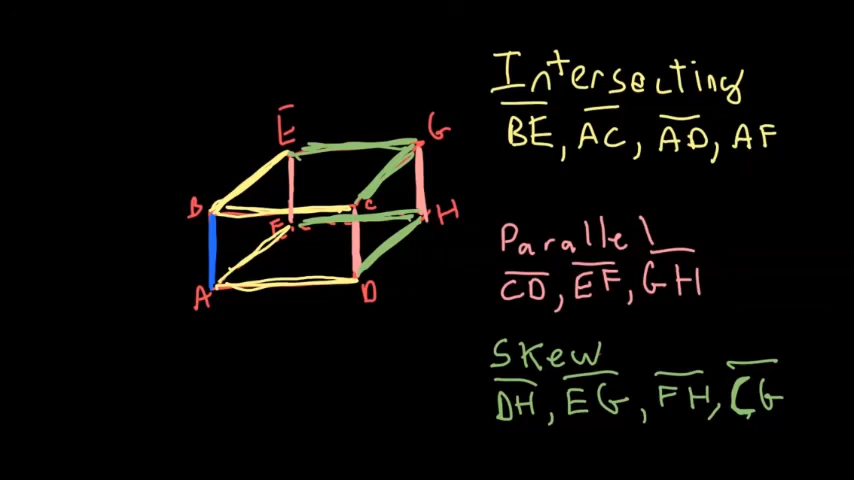 Intersecting
BE, AC, AD, AF
E
G
B
C
H
F
A
D
Parallel
CD, EF, GH
Skew
DH, EG, FH, CG